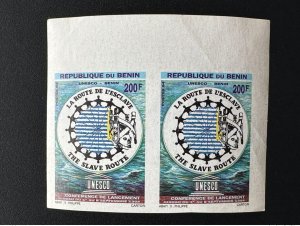 REPUBLIQUE DU BENIN
UNESCO - BENIN
200F
LA ROUTE DE L'ESCLAVE
THE SLAVE ROUTE
UNESCO
CONFERENCE DE LANCEMENT
CARTOR
REPUBLIQUE DU BENIN
UNESCO - BENIN
200F
LA ROUTE DE L'ESCLAVE
THE SLAVE ROUTE
UNESCO
CONFERENCE DE LANCEMENT
CARTOR